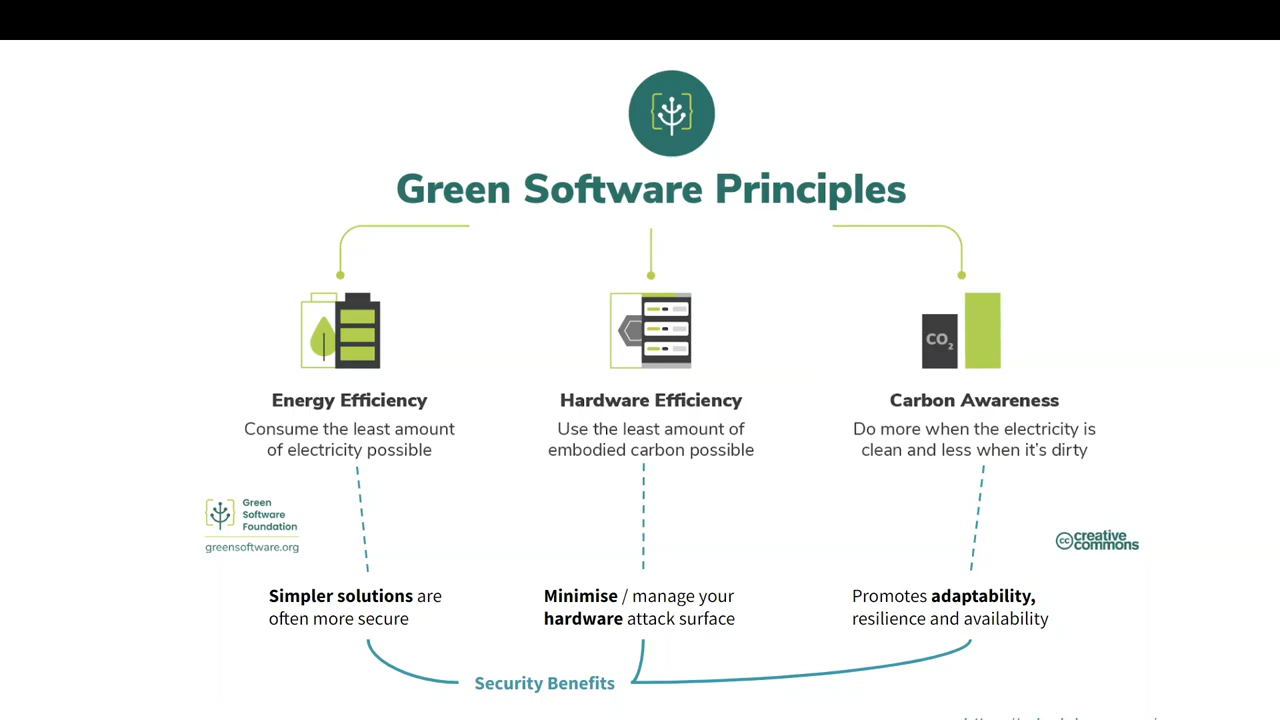 Green Software Principles
CO2
Energy Efficiency
Consume the least amount
of electricity possible
Hardware Efficiency
Use the least amount of
embodied carbon possible
Carbon Awareness
Do more when the electricity is
clean and less when it's dirty
Green
Software
Foundation
greensoftware.org
cc creative
commons
Simpler solutions are
often more secure
Minimise / manage your
hardware attack surface
Promotes adaptability,
resilience and availability
Security Benefits